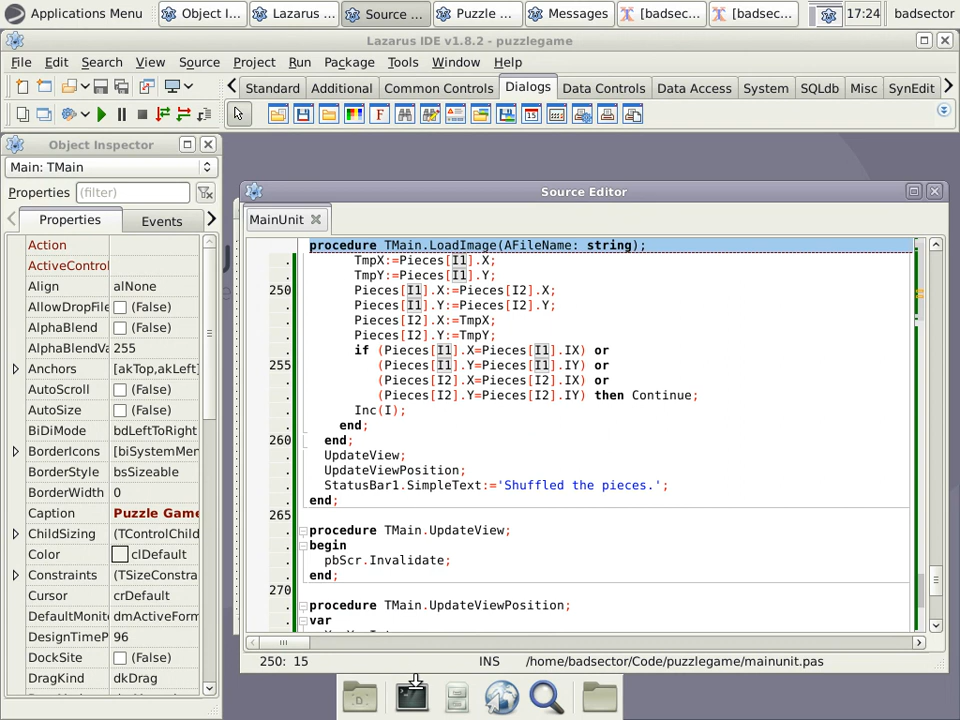 Applications Menu
Object I...
Lazarus ...
Source ...
Puzzle ...
Messages
[badsec...
[badsec...
17:24
badsector
Lazarus IDE v1.8.2 - puzzlegame
File Edit Search View Source Project Run Package Tools Window Help
Standard Additional Common Controls Dialogs Data Controls Data Access System SQLdb Misc SynEdit
Object Inspector
Main: TMain
Properties (filter)
Properties Events
Action
ActiveControl
Align alNone
AllowDropFile (False)
AlphaBlend (False)
AlphaBlendVa 255
Anchors [akTop,akLeft]
AutoScroll (False)
AutoSize (False)
BiDiMode bdLeftToRight
BorderIcons [biSystemMen
BorderStyle bsSizeable
BorderWidth 0
Caption Puzzle Game
ChildSizing (TControlChild
Color clDefault
Constraints (TSizeConstra
Cursor crDefault
DefaultMonit dmActiveForm
DesignTimeP 96
DockSite (False)
DragKind dkDrag
Source Editor
MainUnit
procedure TMain.LoadImage(AFileName: string);
TmpX:=Pieces[I1].X;
TmpY:=Pieces[I1].Y;
250 Pieces[I1].X:=Pieces[I2].X;
Pieces[I1].Y:=Pieces[I2].Y;
Pieces[I2].X:=TmpX;
Pieces[I2].Y:=TmpY;
if (Pieces[I1].X=Pieces[I1].IX) or
255 (Pieces[I1].Y=Pieces[I1].IY) or
(Pieces[I2].X=Pieces[I2].IX) or
(Pieces[I2].Y=Pieces[I2].IY) then Continue;
Inc(I);
end;
260 end;
UpdateView;
UpdateViewPosition;
StatusBar1.SimpleText:='Shuffled the pieces.';
end;
265
procedure TMain.UpdateView;
begin
pbScr.Invalidate;
end;
270
procedure TMain.UpdateViewPosition;
var
250: 15 INS /home/badsector/Code/puzzlegame/mainunit.pas